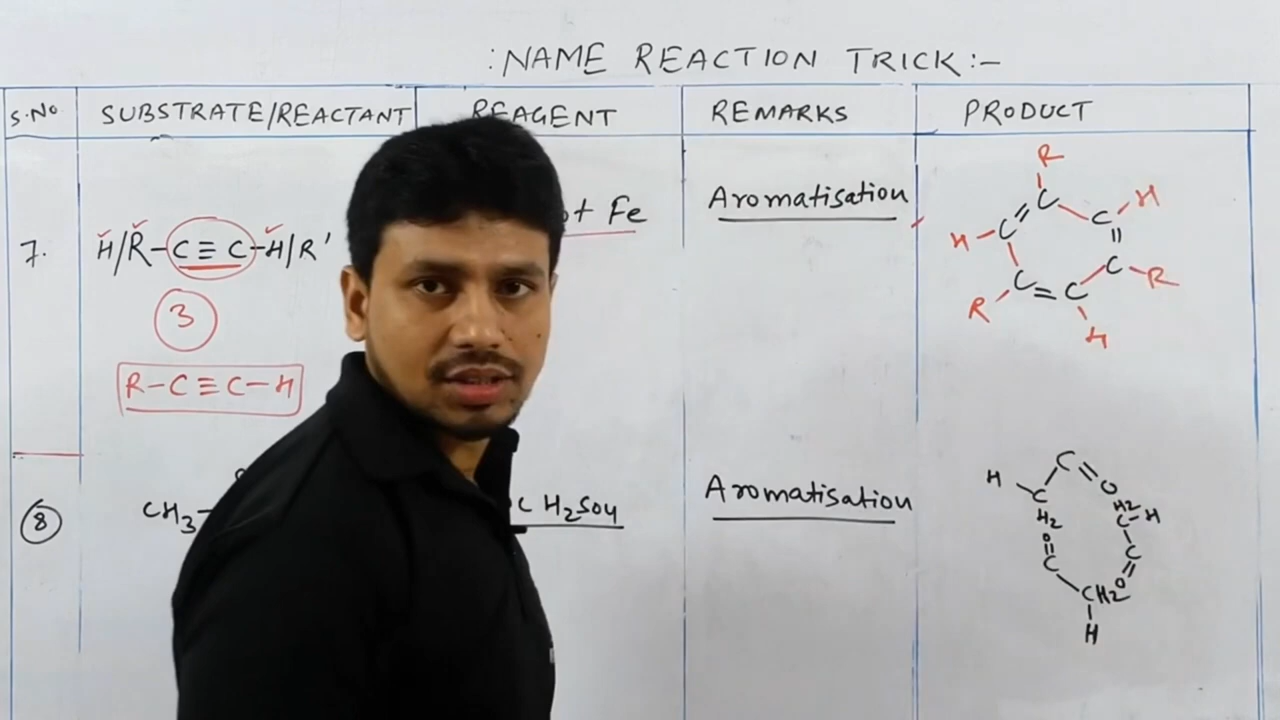 :NAME REACTION TRICK:-
S.No SUBSTRATE/REACTANT REAGENT REMARKS PRODUCT
7. H/R-C≡C-H/R' ot Fe Aromatisation
3
R-C≡C-H
R
C
H
C
H
C
C
C
R
R
C
H
8 CH3- C H2SO4 Aromatisation
C
H
O
C
H2
H2
C
H
O
C
C
O
CH2
H